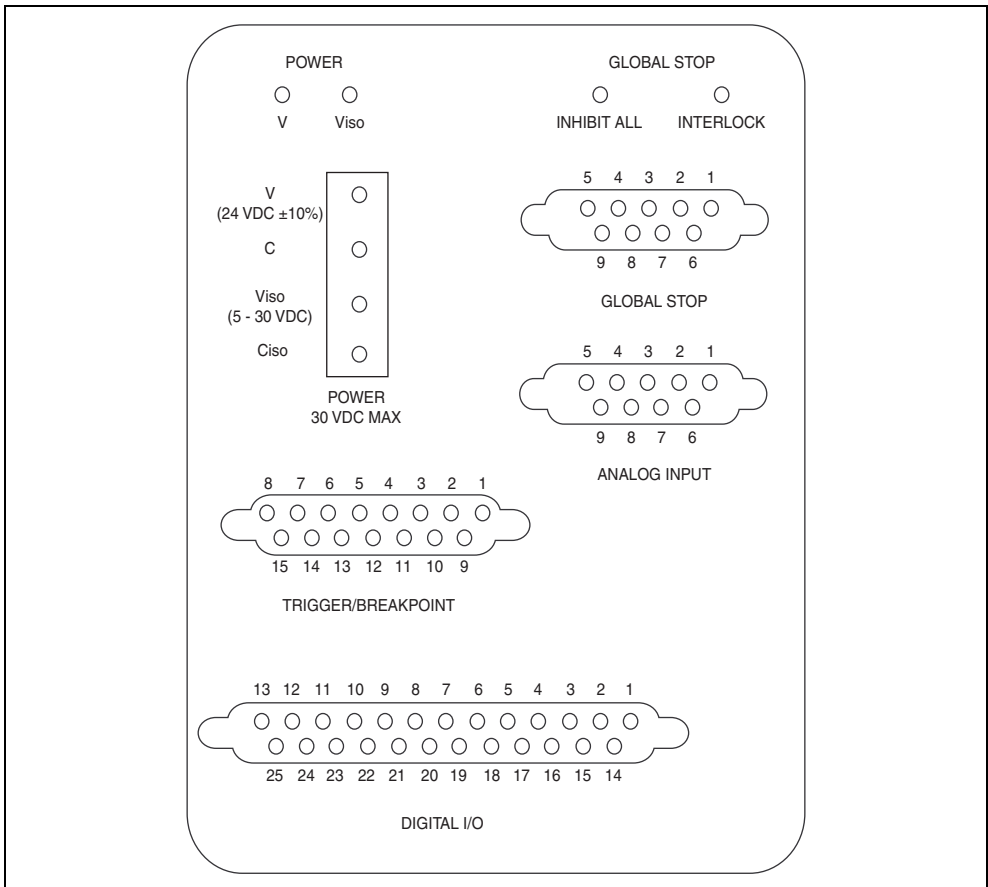 POWER
V Viso
GLOBAL STOP
INHIBIT ALL INTERLOCK
V
(24 VDC ±10%)
C
Viso
(5 - 30 VDC)
Ciso
POWER
30 VDC MAX
5 4 3 2 1
9 8 7 6
GLOBAL STOP
5 4 3 2 1
9 8 7 6
ANALOG INPUT
8 7 6 5 4 3 2 1
15 14 13 12 11 10 9
TRIGGER/BREAKPOINT
13 12 11 10 9 8 7 6 5 4 3 2 1
25 24 23 22 21 20 19 18 17 16 15 14
DIGITAL I/O